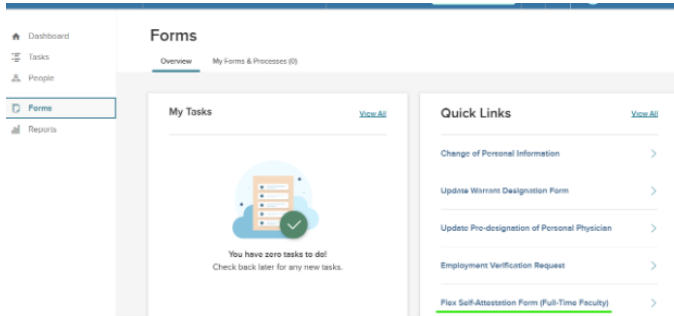 Dashboard
Tasks
People
Forms
Reports
Forms
Overview My Forms & Processes (0)
My Tasks View All
You have zero tasks to do!
Check back later for any new tasks.
Quick Links View All
Change of Personal Information
Update Warrant Designation Form
Update Pre-designation of Personal Physician
Employment Verification Request
Flex Self-Attestation Form (Full-Time Faculty)